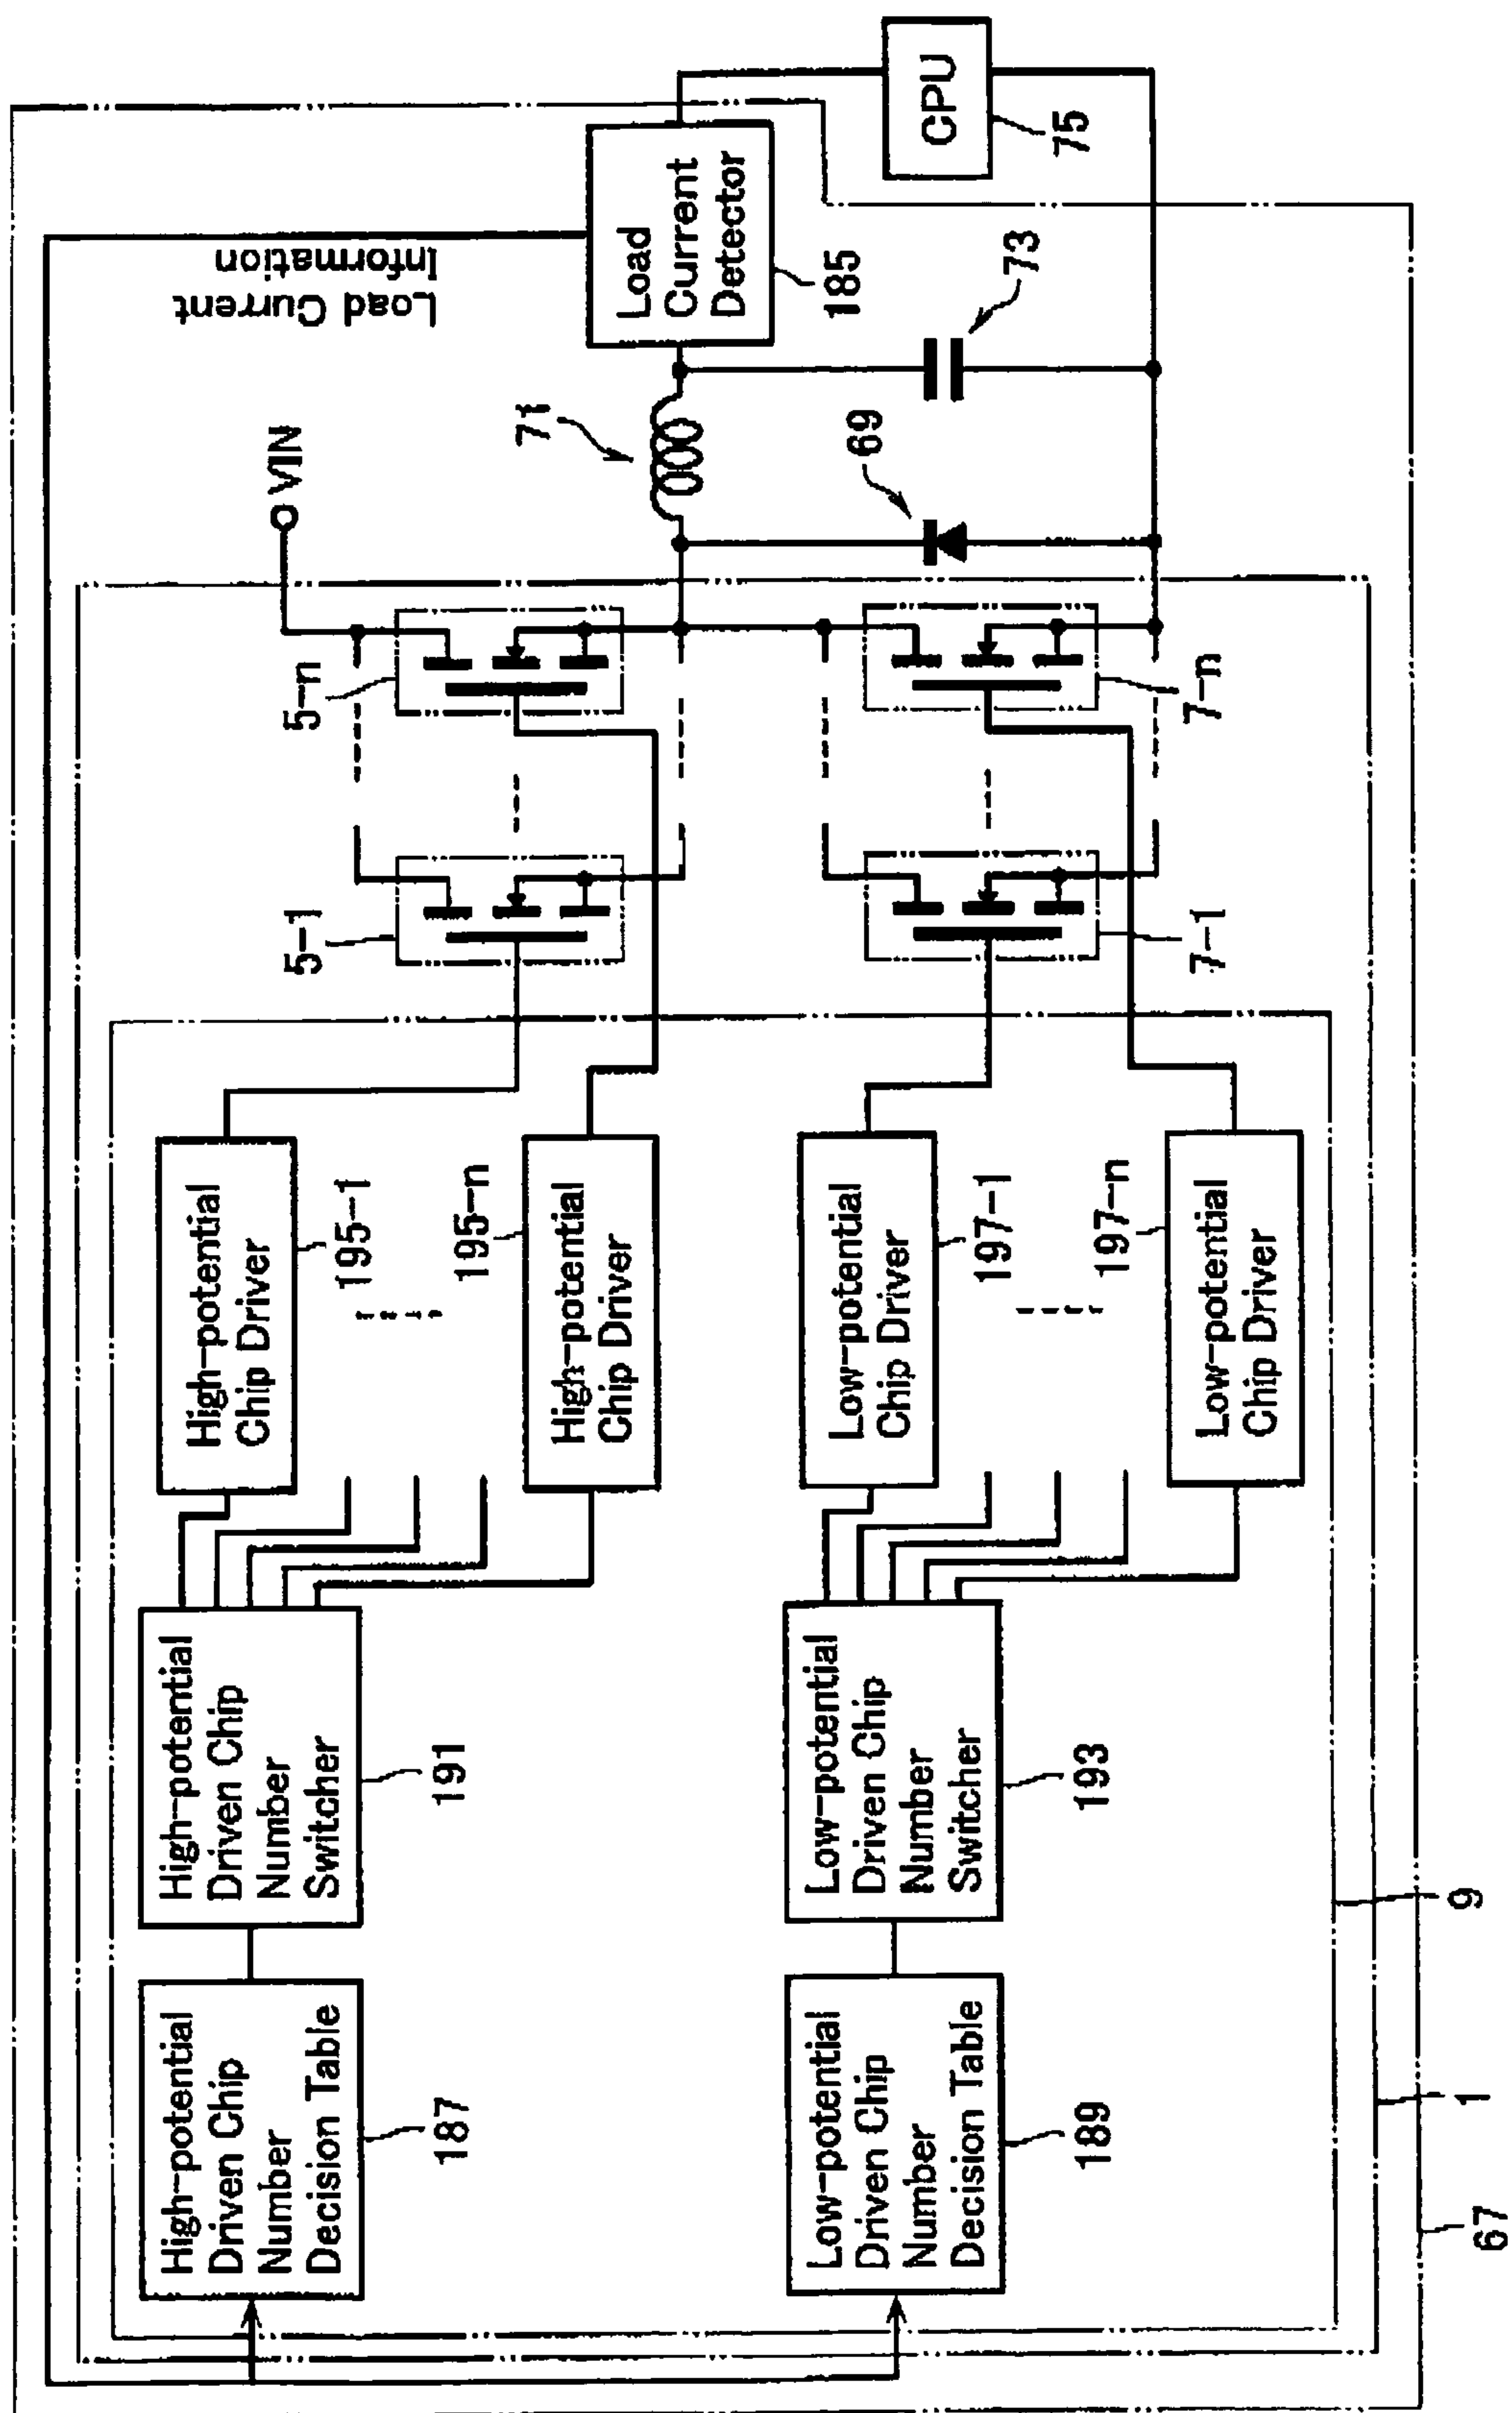 Load Current
Information
VIN
71
Load
Current
Detector
185
CPU
75
73
69
5-1
5-n
7-1
7-n
High-potential
Driven Chip
Number
Decision Table
187
High-potential
Driven Chip
Number
Switcher
191
High-potential
Chip Driver
195-1
195-n
High-potential
Chip Driver
Low-potential
Driven Chip
Number
Decision Table
189
Low-potential
Driven Chip
Number
Switcher
193
Low-potential
Chip Driver
197-1
197-n
Low-potential
Chip Driver
9
1
67